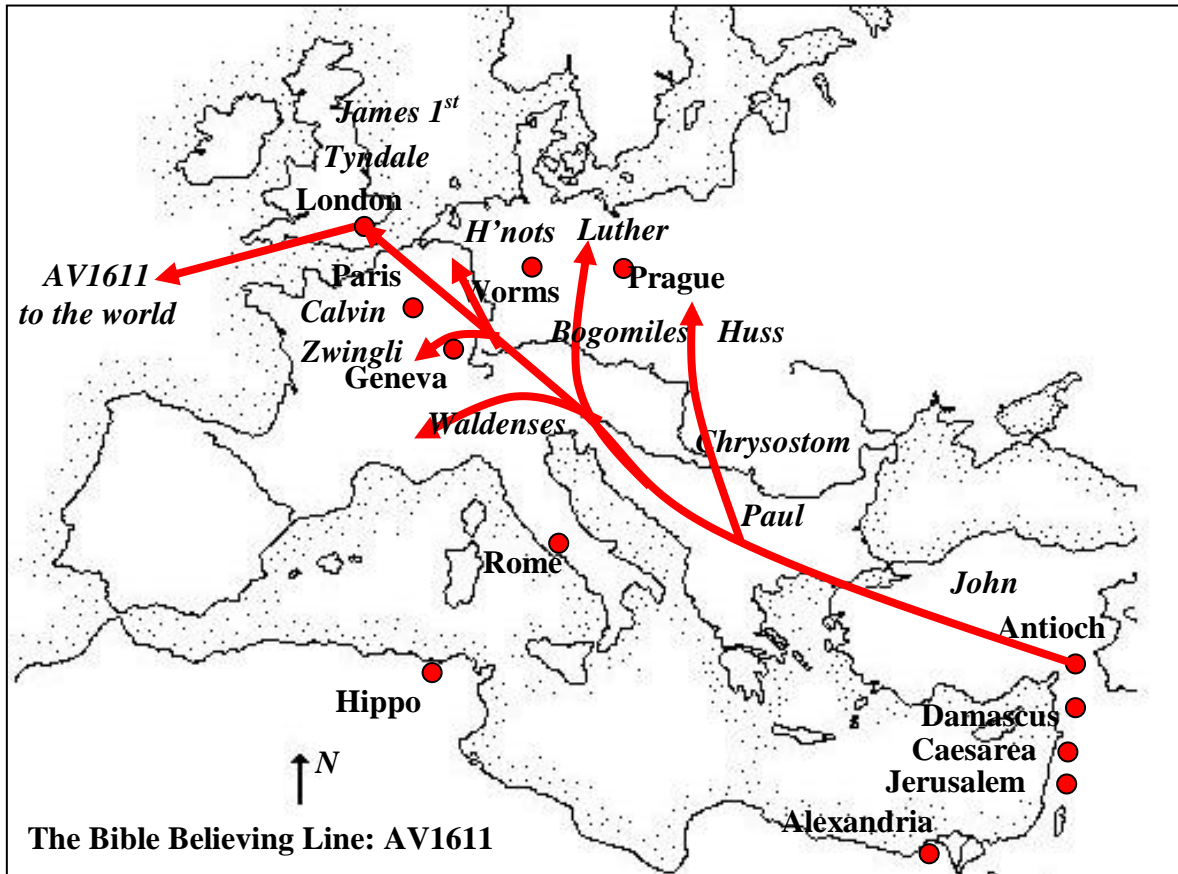 James 1st
Tyndale
London
H'nots Luther
AV1611
to the world
Paris
Worms
Prague
Calvin
Bogomiles Huss
Zwingli
Geneva
Waldenses
Chrysostom
Paul
Rome
John
Antioch
Hippo
Damascus
Caesarea
N
Jerusalem
Alexandria
The Bible Believing Line: AV1611